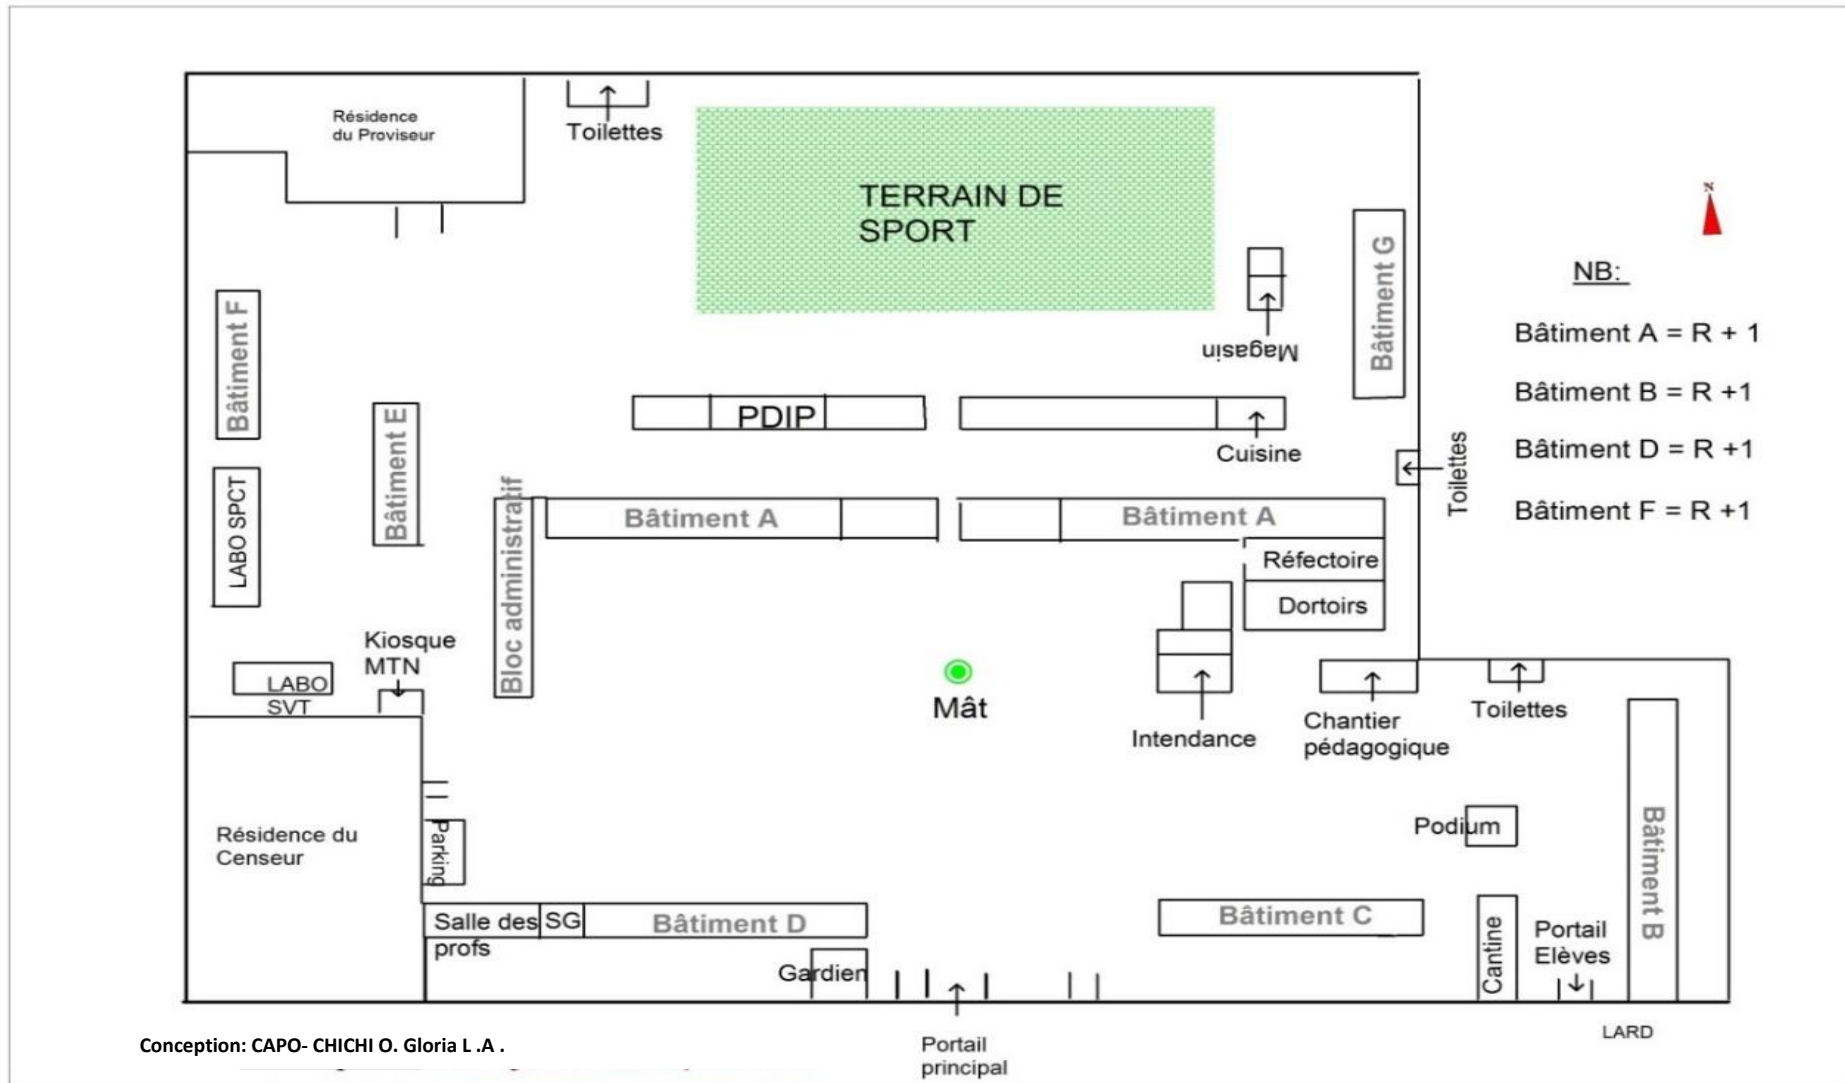 Résidence
du Proviseur
Toilettes
TERRAIN DE
SPORT
N
NB:
Bâtiment A = R + 1
Bâtiment B = R +1
Bâtiment D = R +1
Bâtiment F = R +1
Bâtiment G
Magasin
Bâtiment F
Bâtiment E
PDIP
Cuisine
Toilettes
LABO SPCT
Bloc administratif
Bâtiment A
Bâtiment A
Réfectoire
Dortoirs
Kiosque
MTN
LABO
SVT
Mât
Intendance
Chantier
pédagogique
Toilettes
Résidence du
Censeur
Parking
Podium
Bâtiment B
Salle des
profs
SG
Bâtiment D
Bâtiment C
Gardien
Cantine
Portail
Elèves
LARD
Portail
principal
Conception: CAPO- CHICHI O. Gloria L .A .